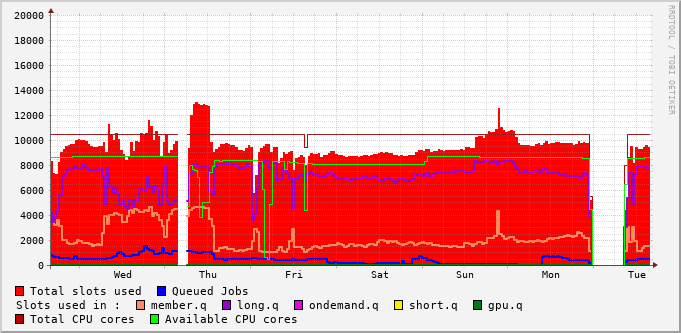 20000
18000
16000
14000
12000
10000
8000
6000
4000
2000
0
Wed Thu Fri Sat Sun Mon Tue
RRDTOOL / TOBI OETIKER
Total slots used Queued Jobs
Slots used in : member.q long.q ondemand.q short.q gpu.q
Total CPU cores Available CPU cores